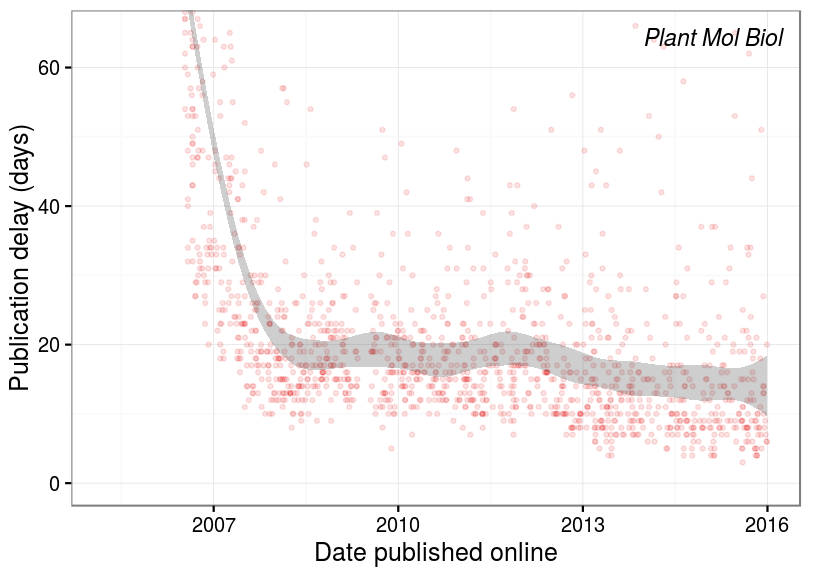 Plant Mol Biol
Publication delay (days)
60
40
20
0
2007 2010 2013 2016
Date published online